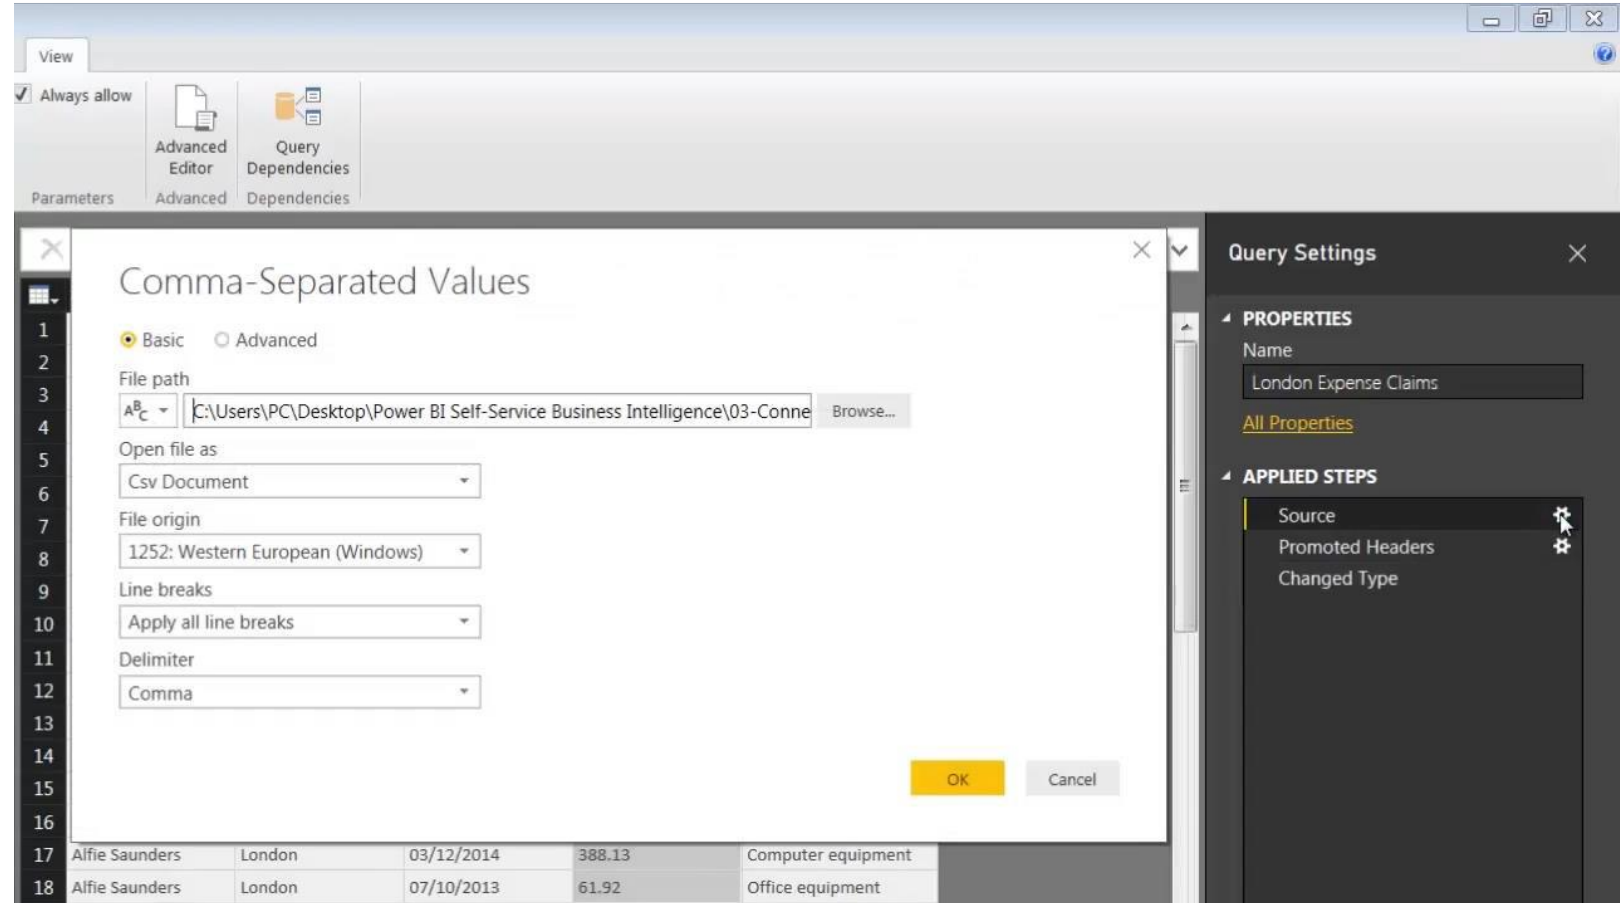 View
Always allow
Advanced Editor
Query Dependencies
Parameters
Advanced
Dependencies
Comma-Separated Values
Basic
Advanced
File path
ABC
C:\Users\PC\Desktop\Power BI Self-Service Business Intelligence\03-Conne
Browse...
Open file as
Csv Document
File origin
1252: Western European (Windows)
Line breaks
Apply all line breaks
Delimiter
Comma
OK
Cancel
1
2
3
4
5
6
7
8
9
10
11
12
13
14
15
16
17 Alfie Saunders London 03/12/2014 388.13 Computer equipment
18 Alfie Saunders London 07/10/2013 61.92 Office equipment
Query Settings
PROPERTIES
Name
London Expense Claims
All Properties
APPLIED STEPS
Source
Promoted Headers
Changed Type